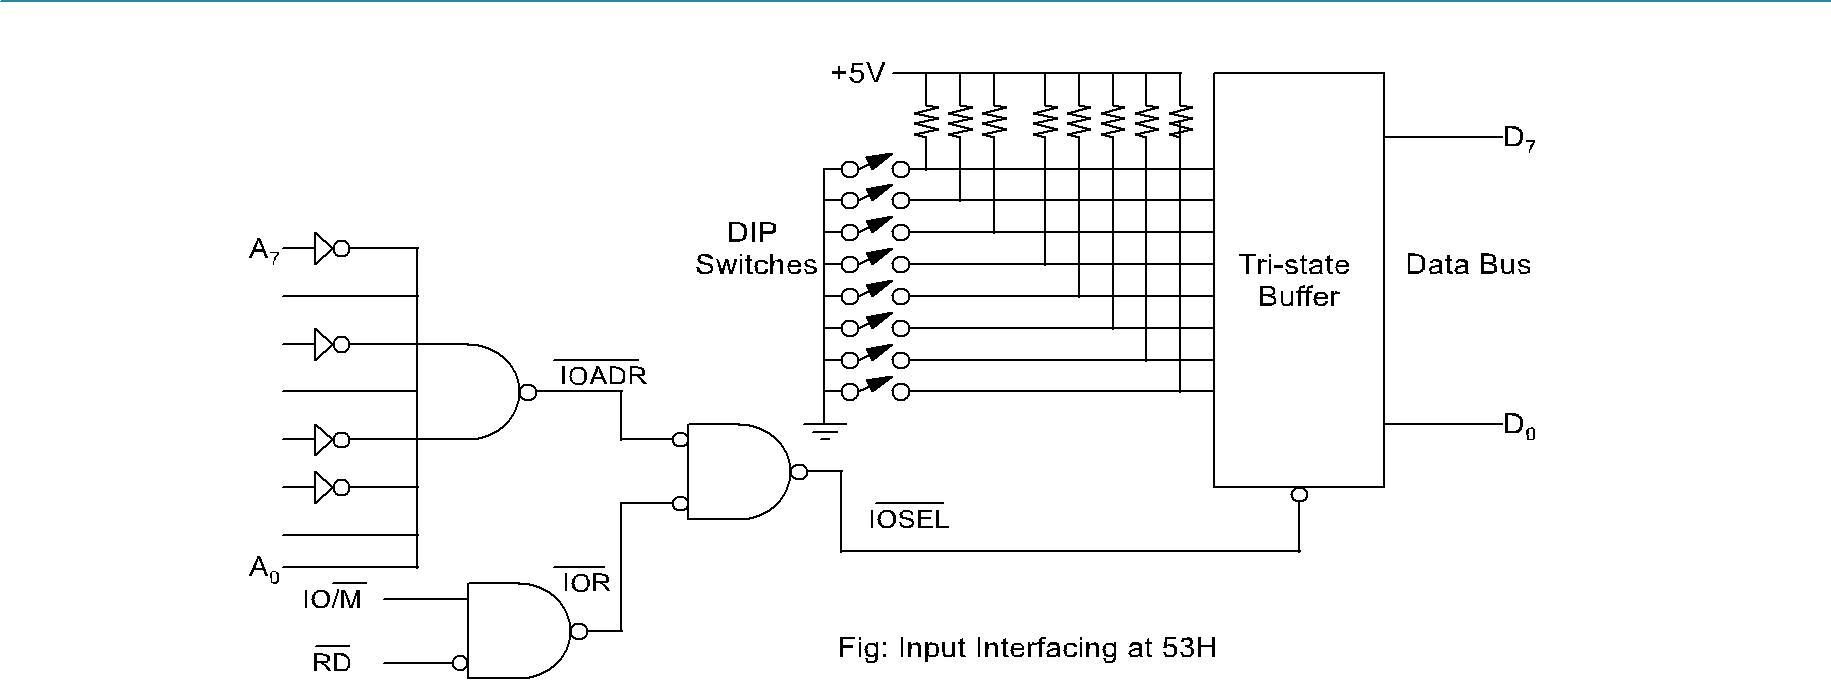 +5V
D₇
DIP
Switches
A₇
Tri-state
Buffer
Data Bus
IOADR
D₀
IOSEL
A₀
IOR
IO/M
RD
Fig: Input Interfacing at 53H